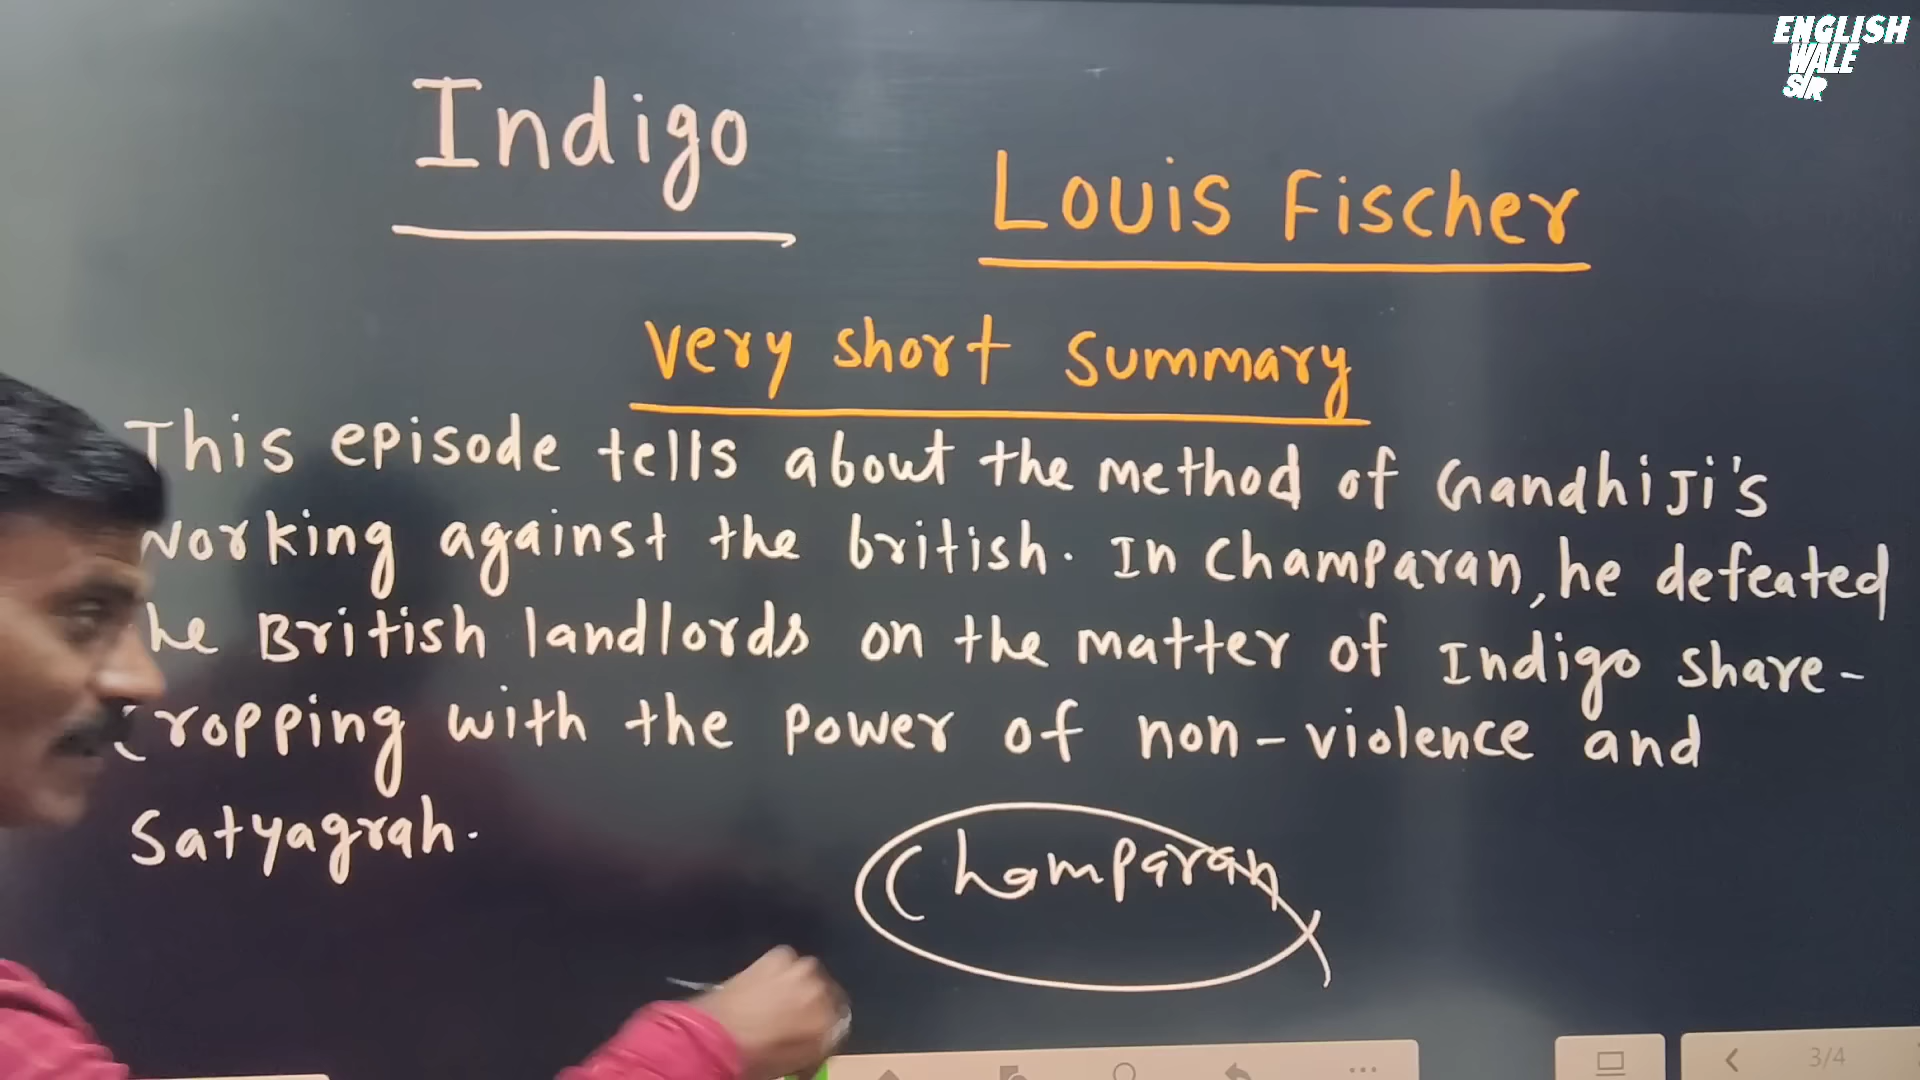 ENGLISH
WALE
SIR
Indigo
Louis Fischer
Very short Summary
This episode tells about the method of Gandhiji's
Working against the british. In Champaran, he defeated
he British landlords on the matter of Indigo share-
cropping with the power of non-violence and
Satyagrah.
Champaran
3/4